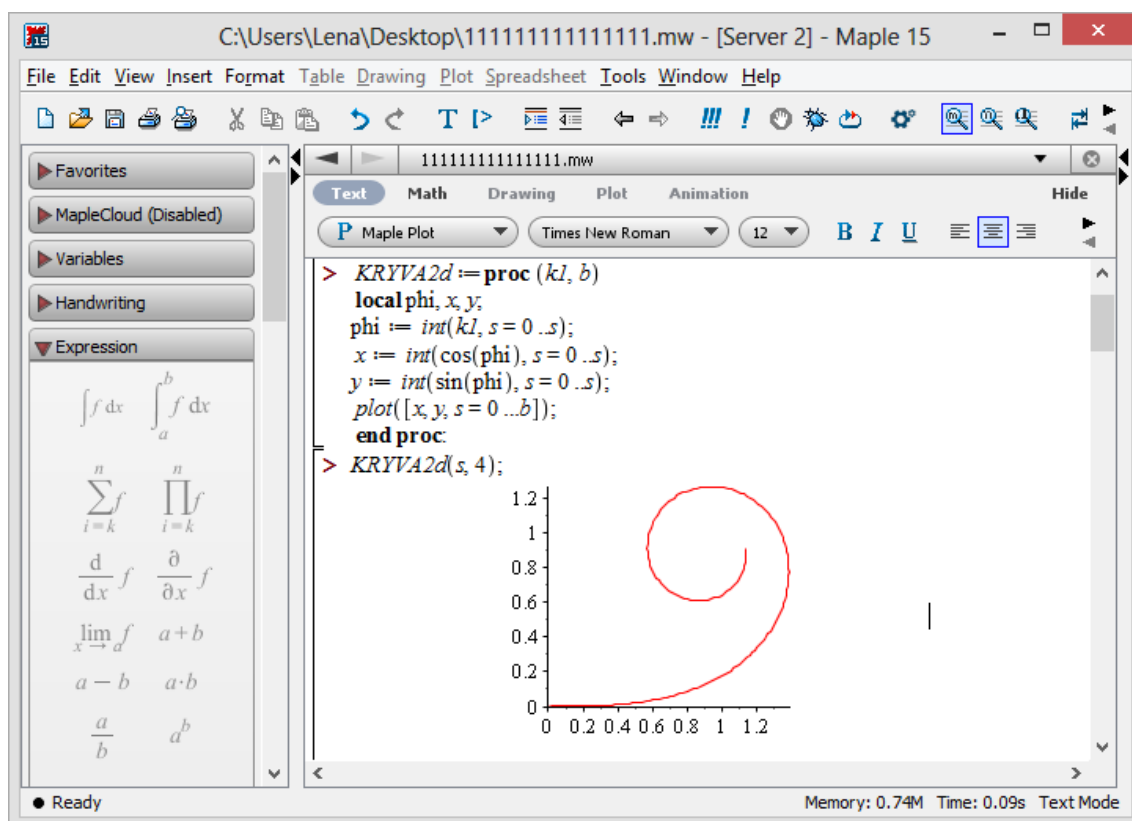 C:\Users\Lena\Desktop\111111111111111.mw - [Server 2] - Maple 15
File Edit View Insert Format Table Drawing Plot Spreadsheet Tools Window Help
Favorites
MapleCloud (Disabled)
Variables
Handwriting
Expression
∫ f dx ∫_a^b f dx
∑_{i=k}^n f ∏_{i=k}^n f
d/dx f ∂/∂x f
lim_{x→a} f a+b
a − b a·b
a/b a^b
111111111111111.mw
Text Math Drawing Plot Animation Hide
P Maple Plot Times New Roman 12 B I U
> KRYVA2d := proc (k1, b)
local phi, x, y;
phi := int(k1, s = 0 ..s);
x := int(cos(phi), s = 0 ..s);
y := int(sin(phi), s = 0 ..s);
plot([x, y, s = 0 ...b]);
end proc:
> KRYVA2d(s, 4);
1.2
1
0.8
0.6
0.4
0.2
0
0 0.2 0.4 0.6 0.8 1 1.2
Ready Memory: 0.74M Time: 0.09s Text Mode